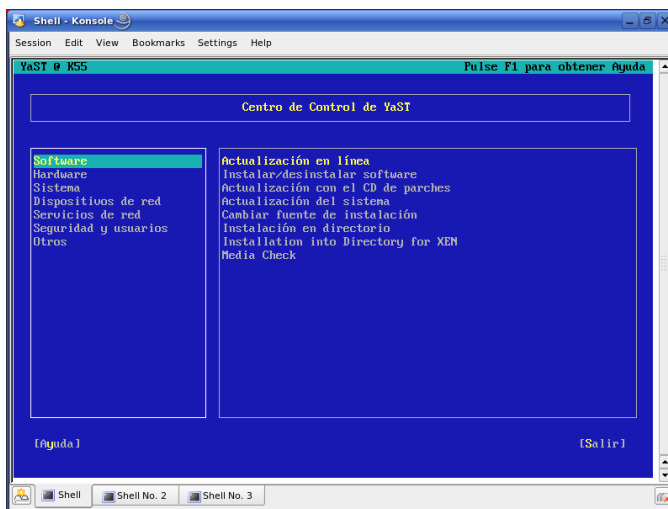 Shell - Konsole
Session Edit View Bookmarks Settings Help
YaST @ K55 Pulse F1 para obtener Ayuda
Centro de Control de YaST
Software
Hardware
Sistema
Dispositivos de red
Servicios de red
Seguridad y usuarios
Otros
Actualización en línea
Instalar/desinstalar software
Actualización con el CD de parches
Actualización del sistema
Cambiar fuente de instalación
Instalación en directorio
Installation into Directory for XEN
Media Check
[Ayuda] [Salir]
Shell Shell No. 2 Shell No. 3